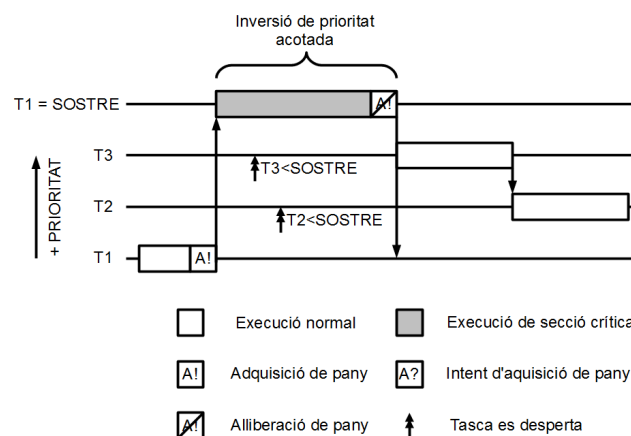 Inversió de prioritat
acotada
T1 = SOSTRE
A!
T3
T3<SOSTRE
+ PRIORITAT
T2
T2<SOSTRE
T1
A!
Execució normal
Execució de secció crítica
A!
Adquisició de pany
A?
Intent d'aquisició de pany
A!
Alliberació de pany
Tasca es desperta